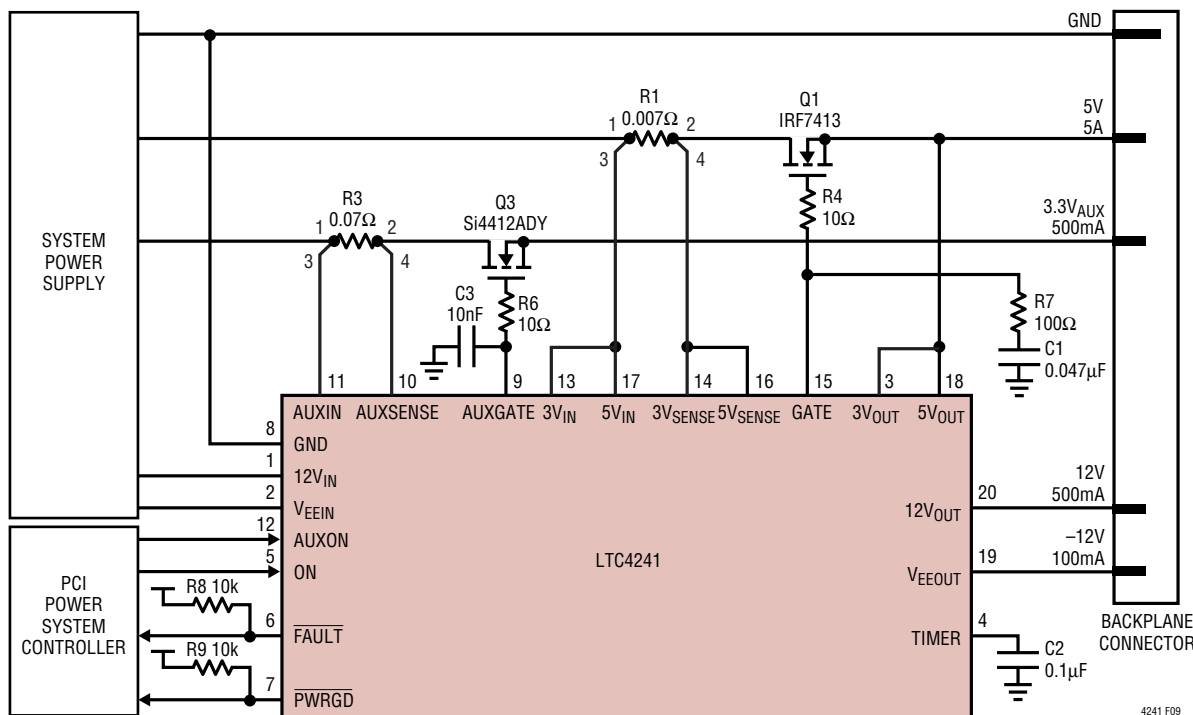 GND
R1
0.007Ω
Q1
IRF7413
5V
5A
1
2
3
4
R3
0.07Ω
Q3
Si4412ADY
R4
10Ω
3.3VAUX
500mA
1
2
3
4
SYSTEM
POWER
SUPPLY
C3
10nF
R6
10Ω
R7
100Ω
C1
0.047µF
11
10
9
13
17
14
16
15
3
18
AUXIN
AUXSENSE
AUXGATE
3VIN
5VIN
3VSENSE
5VSENSE
GATE
3VOUT
5VOUT
8
GND
1
12VIN
2
VEEIN
12
AUXON
5
ON
6
FAULT
7
PWRGD
LTC4241
12V
500mA
20
12VOUT
–12V
100mA
19
VEEOUT
4
TIMER
C2
0.1µF
PCI
POWER
SYSTEM
CONTROLLER
R8 10k
R9 10k
BACKPLANE
CONNECTOR
4241 F09